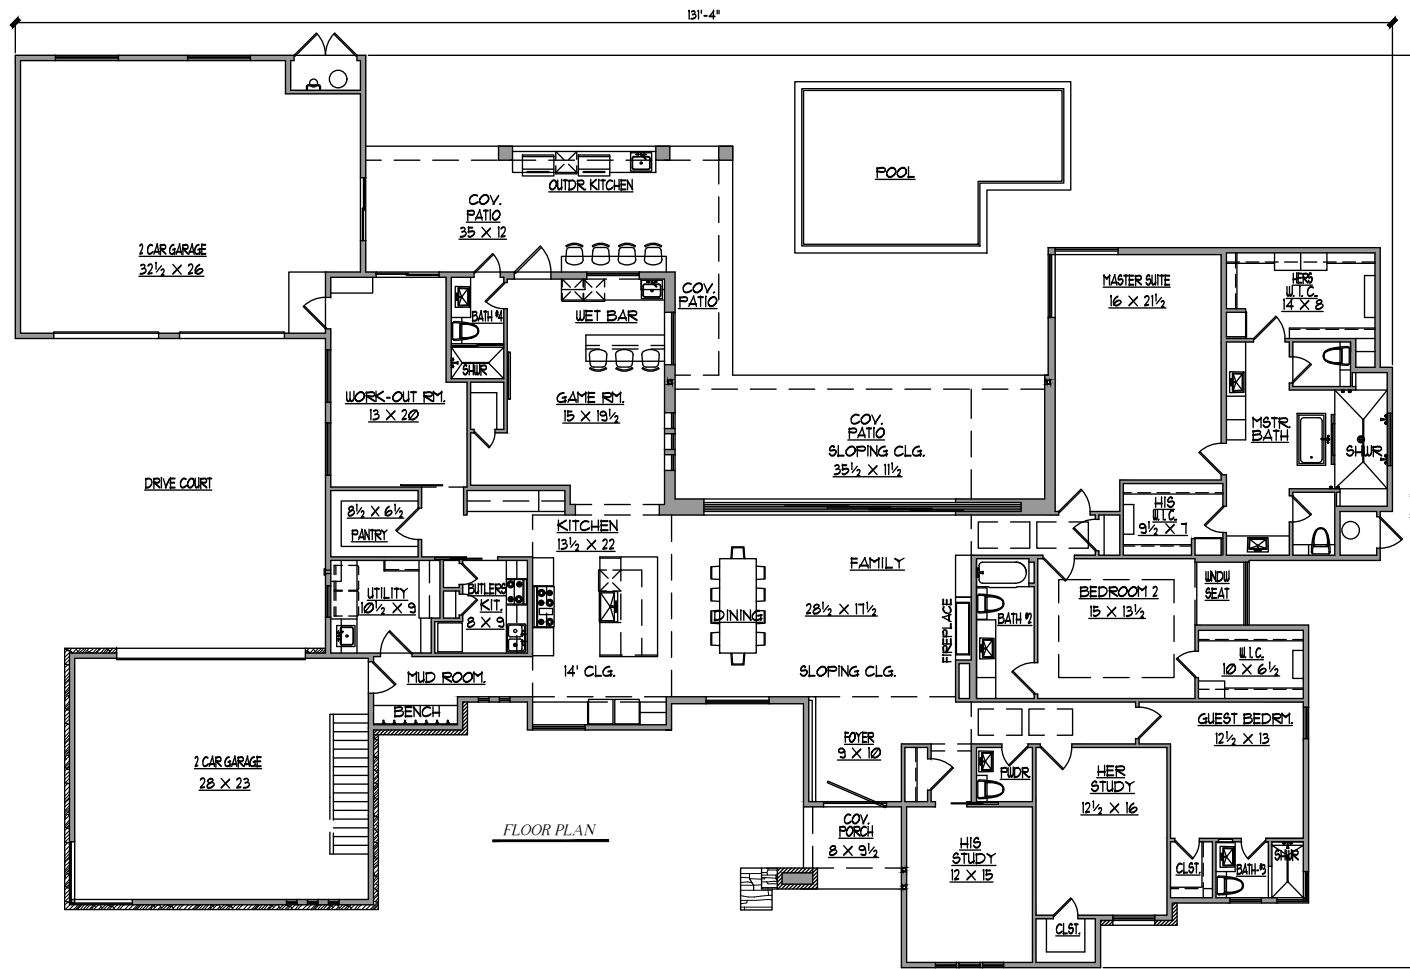 131'-4"
POOL
OUTDR. KITCHEN
COV.
PATIO
35 X 12
2 CAR GARAGE
32½ X 26
COV.
PATIO
MASTER SUITE
16 X 21½
HERS
W.I.C.
14 X 8
BATH #4
WET BAR
SHWR
WORK-OUT RM.
13 X 20
GAME RM.
15 X 19½
COV.
PATIO
SLOPING CLG.
35½ X 11½
MSTR.
BATH
SHWR
DRIVE COURT
8½ X 6½
PANTRY
KITCHEN
13½ X 22
HIS
W.I.C.
9½ X 7
FAMILY
28½ X 17½
SLOPING CLG.
UTILITY
10½ X 9
BUTLERS
KIT.
8 X 9
DINING
FIREPLACE
BATH #2
BEDROOM 2
15 X 13½
WNDW
SEAT
W.I.C.
10 X 6½
MUD ROOM.
14' CLG.
BENCH
GUEST BEDRM.
12½ X 13
FOYER
9 X 10
2 CAR GARAGE
28 X 23
PWDR.
HER
STUDY
12½ X 16
FLOOR PLAN
COV.
PORCH
8 X 9½
HIS
STUDY
12 X 15
CLST.
BATH #3
SHWR
CLST.